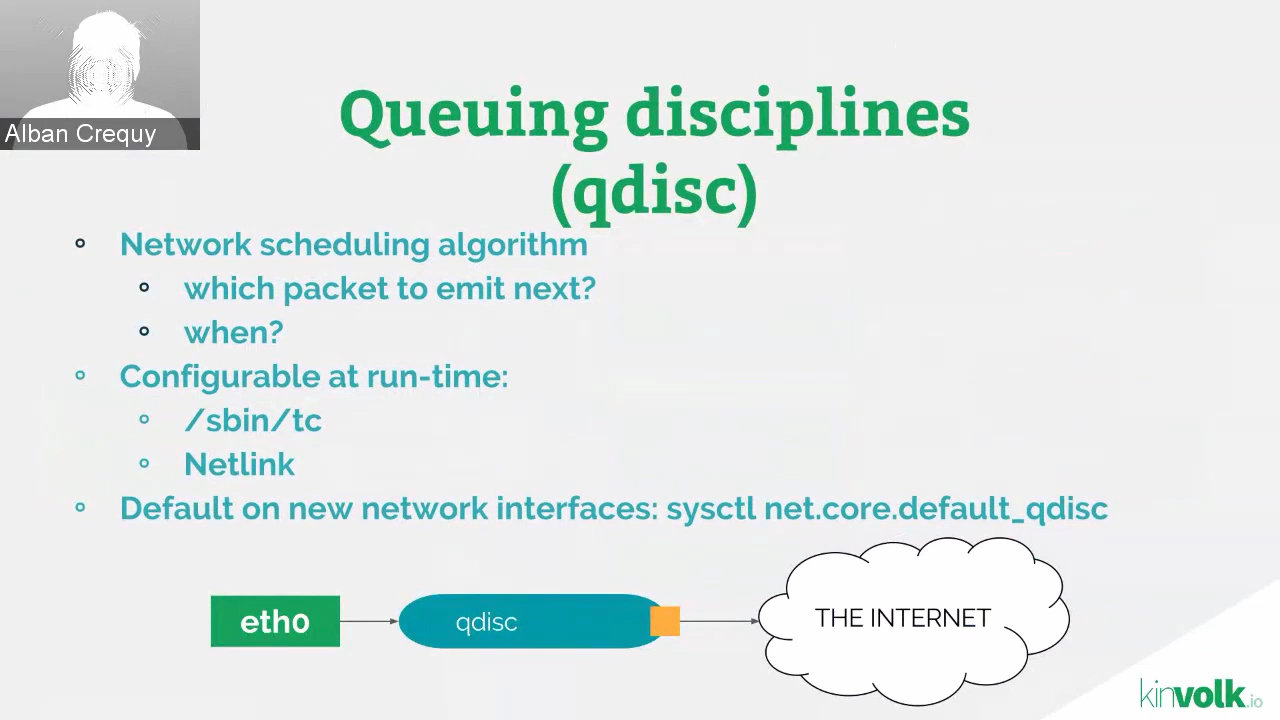 Alban Crequy
Queuing disciplines
(qdisc)
Network scheduling algorithm
which packet to emit next?
when?
Configurable at run-time:
/sbin/tc
Netlink
Default on new network interfaces: sysctl net.core.default_qdisc
eth0
qdisc
THE INTERNET
kinvolk.io